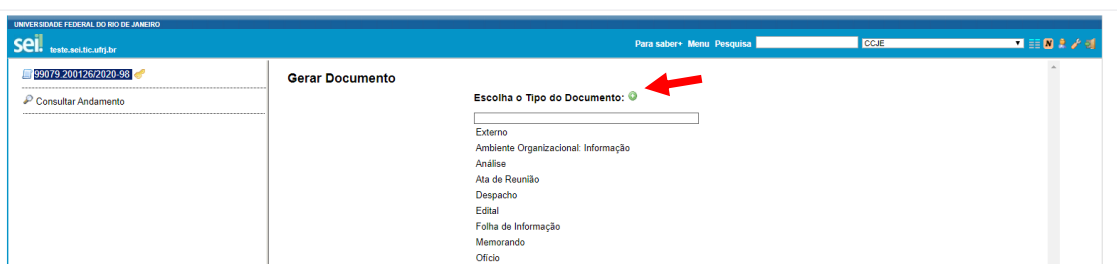 UNIVERSIDADE FEDERAL DO RIO DE JANEIRO
sei! teste.sei.tic.ufrj.br
Para saber+ Menu Pesquisa CCJE
99079.200126/2020-98
Consultar Andamento
Gerar Documento
Escolha o Tipo do Documento:
Externo
Ambiente Organizacional: Informação
Análise
Ata de Reunião
Despacho
Edital
Folha de Informação
Memorando
Ofício